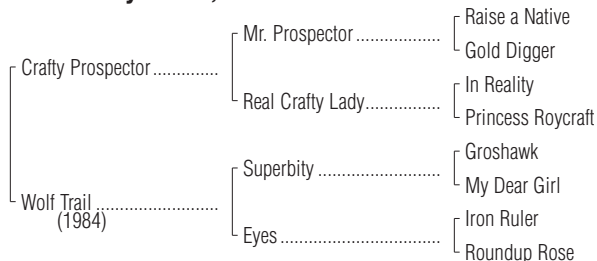 Raise a Native
Mr. Prospector ..................
Gold Digger
Crafty Prospector..............
In Reality
Real Crafty Lady................
Princess Roycraft
Groshawk
Superbity ..........................
My Dear Girl
Wolf Trail ..........................
(1984)
Iron Ruler
Eyes ..................................
Roundup Rose